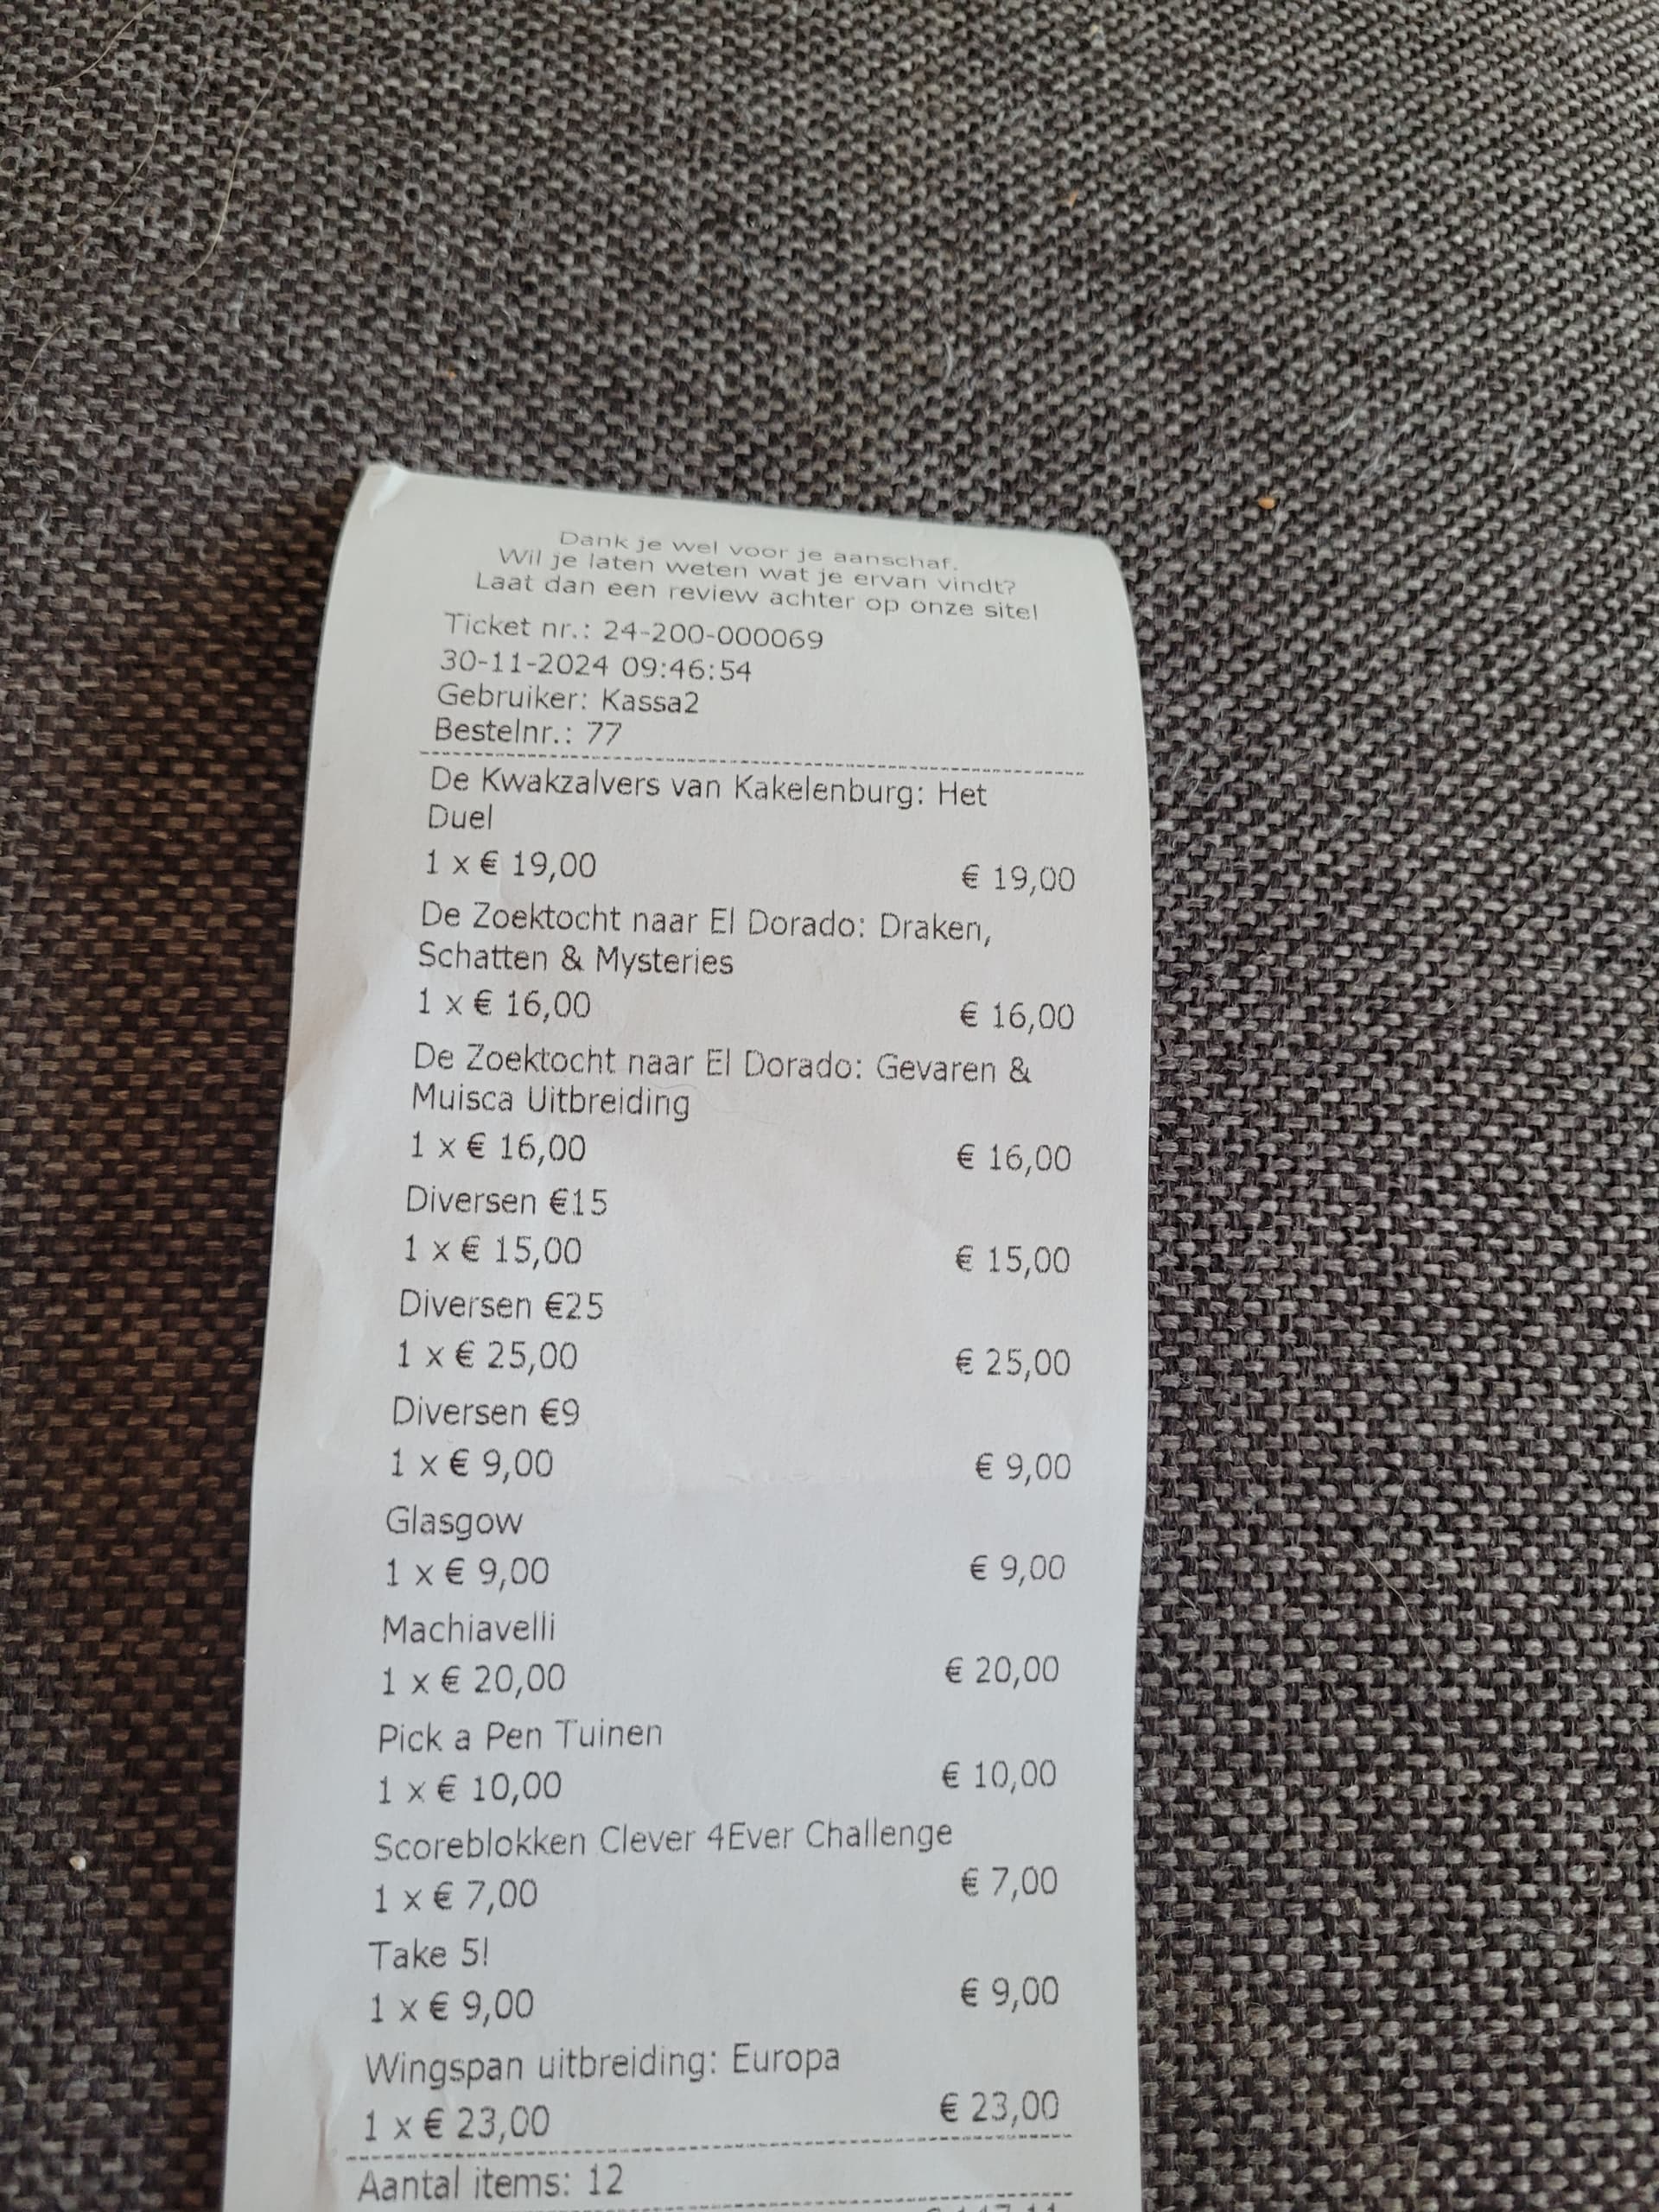 Dank je wel voor je aanschaf.
Wil je laten weten wat je ervan vindt?
Laat dan een review achter op onze site!
Ticket nr.: 24-200-000069
30-11-2024 09:46:54
Gebruiker: Kassa2
Bestelnr.: 77
De Kwakzalvers van Kakelenburg: Het
Duel
1 x € 19,00 € 19,00
De Zoektocht naar El Dorado: Draken,
Schatten & Mysteries
1 x € 16,00 € 16,00
De Zoektocht naar El Dorado: Gevaren &
Muisca Uitbreiding
1 x € 16,00 € 16,00
Diversen €15
1 x € 15,00 € 15,00
Diversen €25
1 x € 25,00 € 25,00
Diversen €9
1 x € 9,00 € 9,00
Glasgow
1 x € 9,00 € 9,00
Machiavelli
1 x € 20,00 € 20,00
Pick a Pen Tuinen
1 x € 10,00 € 10,00
Scoreblokken Clever 4Ever Challenge
1 x € 7,00 € 7,00
Take 5!
1 x € 9,00 € 9,00
Wingspan uitbreiding: Europa
1 x € 23,00 € 23,00
Aantal items: 12